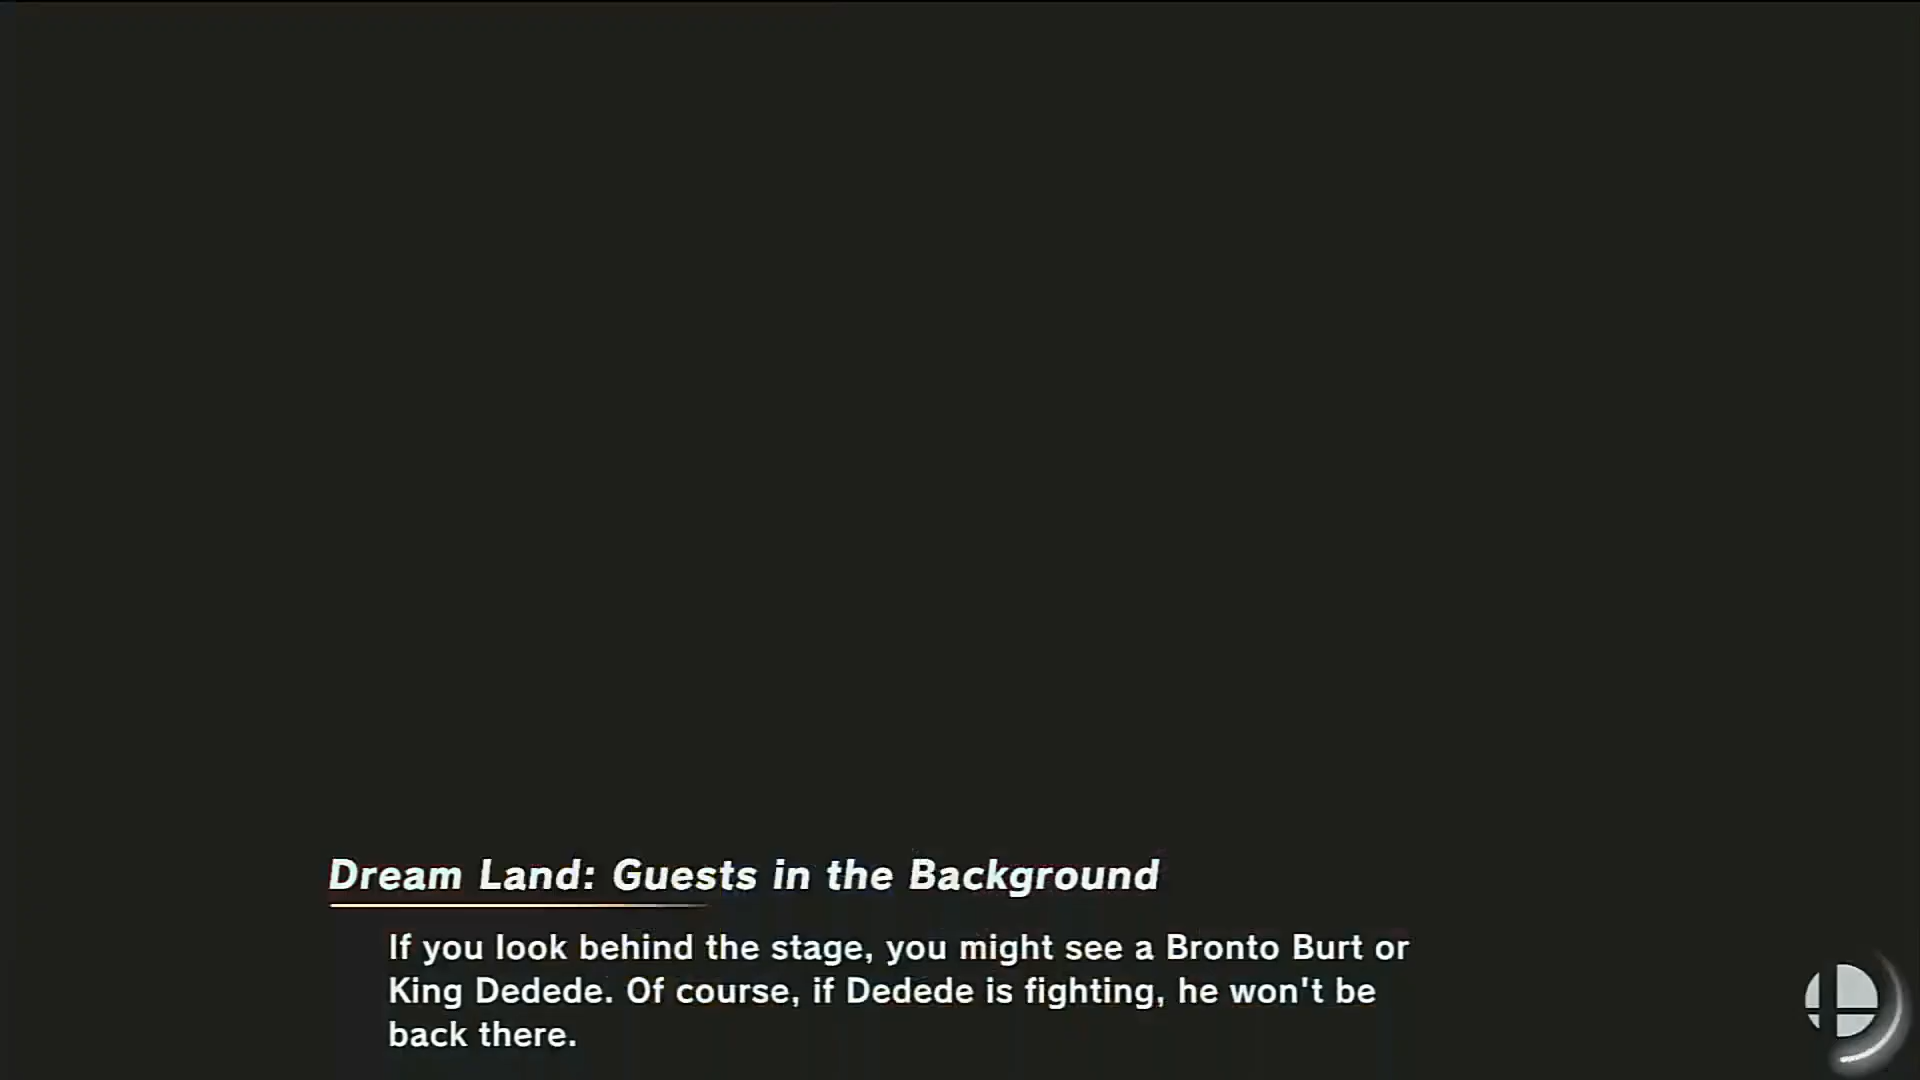 Dream Land: Guests in the Background
If you look behind the stage, you might see a Bronto Burt or
King Dedede. Of course, if Dedede is fighting, he won't be
back there.